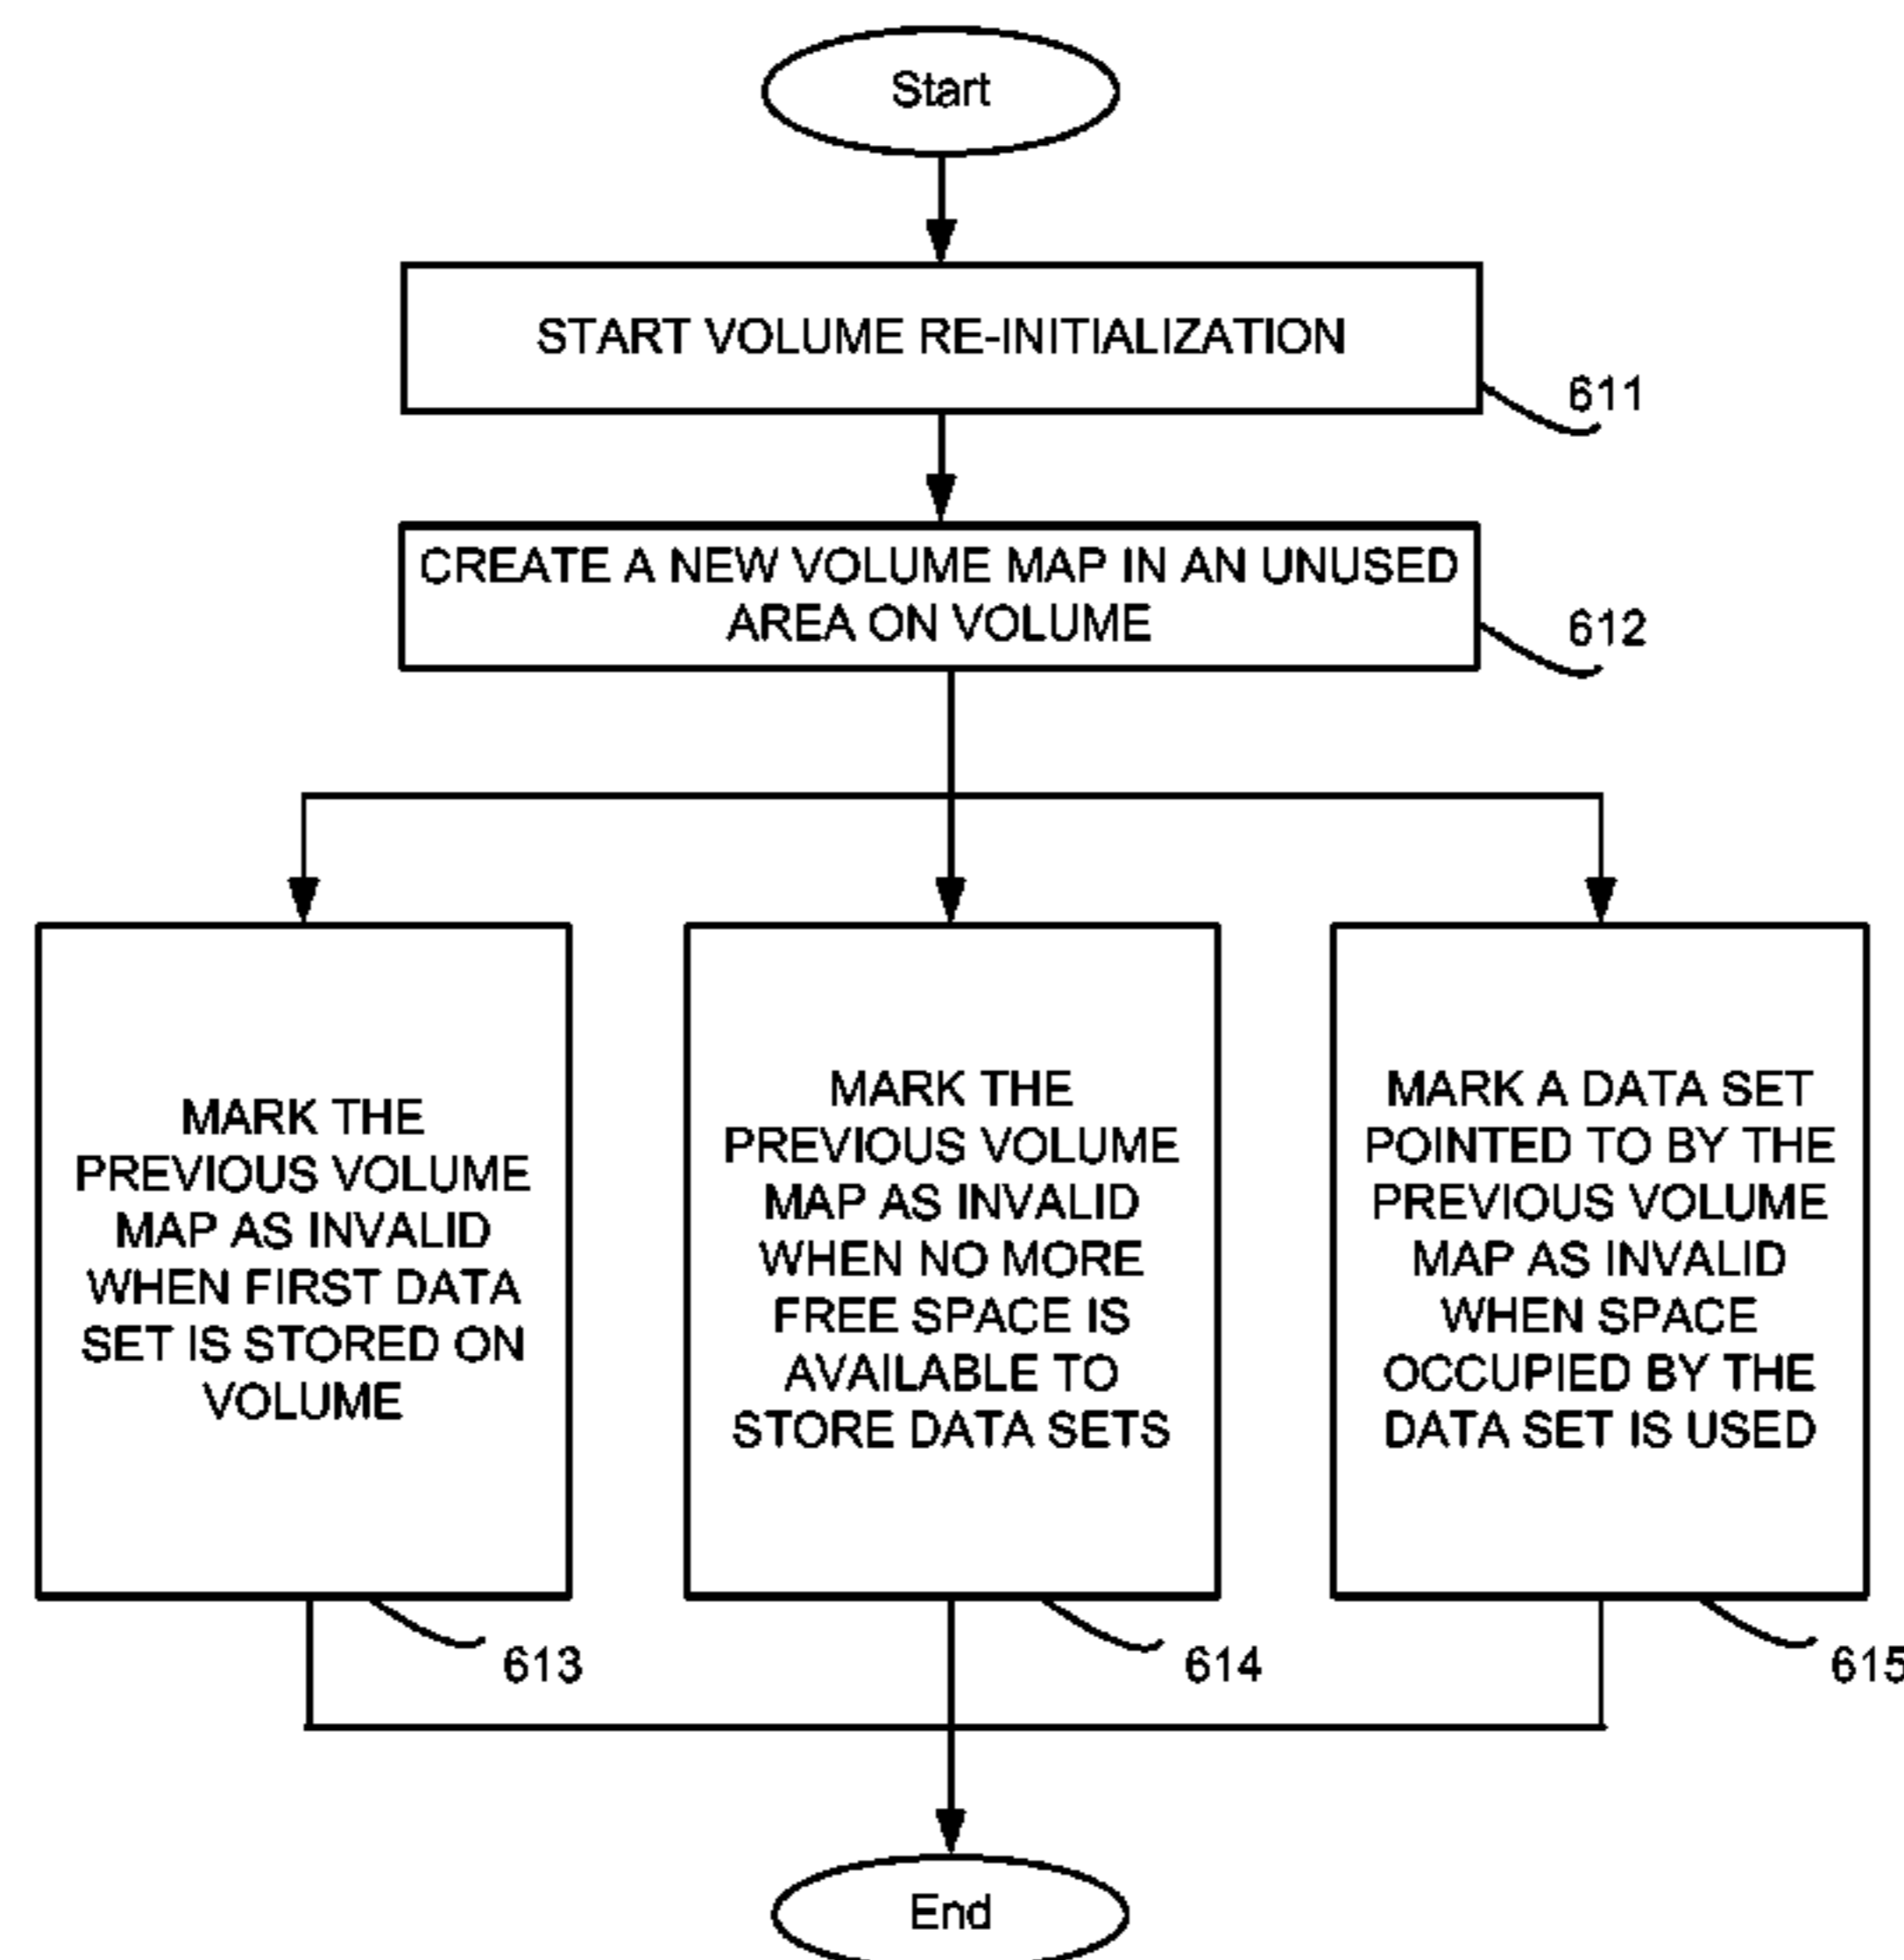 Start
START VOLUME RE-INITIALIZATION
611
CREATE A NEW VOLUME MAP IN AN UNUSED
AREA ON VOLUME
612
MARK THE
PREVIOUS VOLUME
MAP AS INVALID
WHEN FIRST DATA
SET IS STORED ON
VOLUME
613
MARK THE
PREVIOUS VOLUME
MAP AS INVALID
WHEN NO MORE
FREE SPACE IS
AVAILABLE TO
STORE DATA SETS
614
MARK A DATA SET
POINTED TO BY THE
PREVIOUS VOLUME
MAP AS INVALID
WHEN SPACE
OCCUPIED BY THE
DATA SET IS USED
615
End